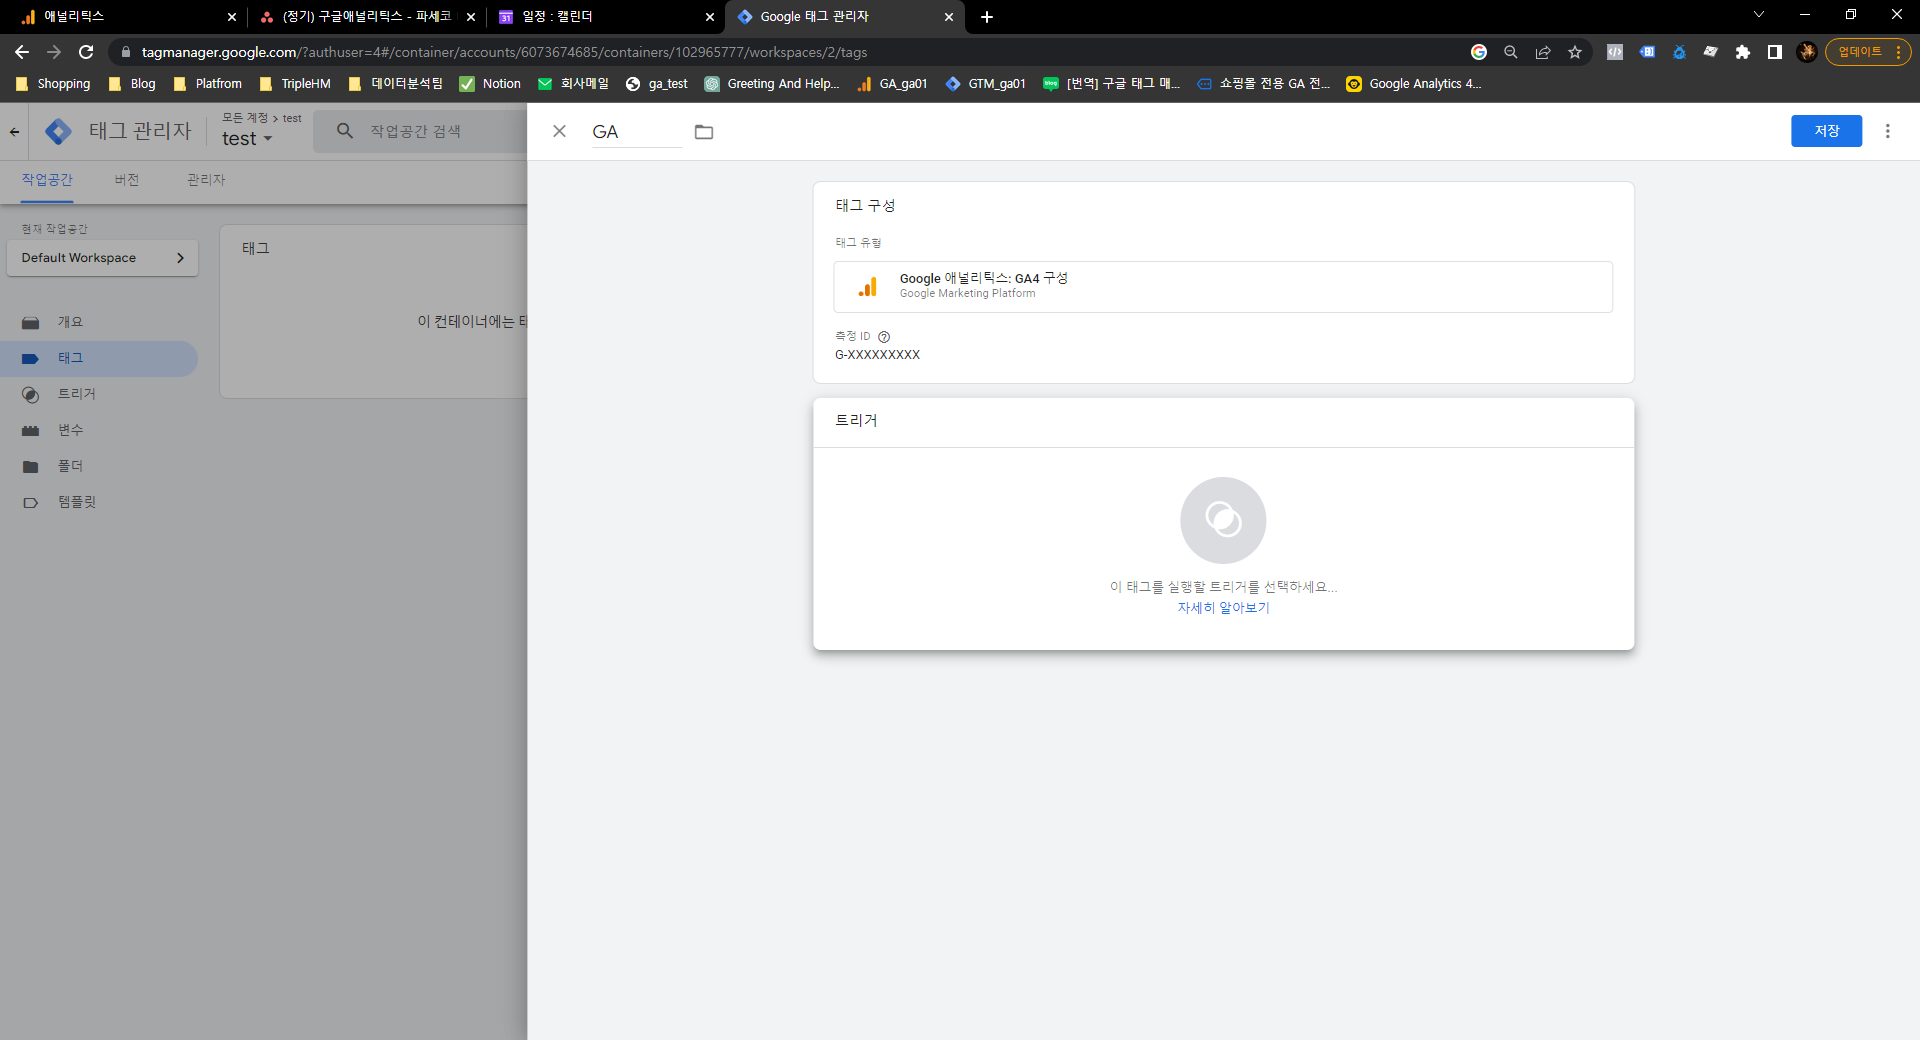 애널리틱스
(정기) 구글애널리틱스 - 파세코
31
일정 : 캘린더
Google 태그 관리자
tagmanager.google.com/?authuser=4#/container/accounts/6073674685/containers/102965777/workspaces/2/tags
업데이트
Shopping
Blog
Platfrom
TripleHM
데이터분석팀
Notion
회사메일
ga_test
Greeting And Help...
GA_ga01
GTM_ga01
[번역] 구글 태그 매...
쇼핑몰 전용 GA 전...
Google Analytics 4...
태그 관리자
모든 계정 > test
test
작업공간 검색
GA
저장
작업공간
버전
관리자
현재 작업공간
Default Workspace
개요
태그
트리거
변수
폴더
템플릿
태그
이 컨테이너에는 태
태그 구성
태그 유형
Google 애널리틱스: GA4 구성
Google Marketing Platform
측정 ID
G-XXXXXXXXX
트리거
이 태그를 실행할 트리거를 선택하세요...
자세히 알아보기